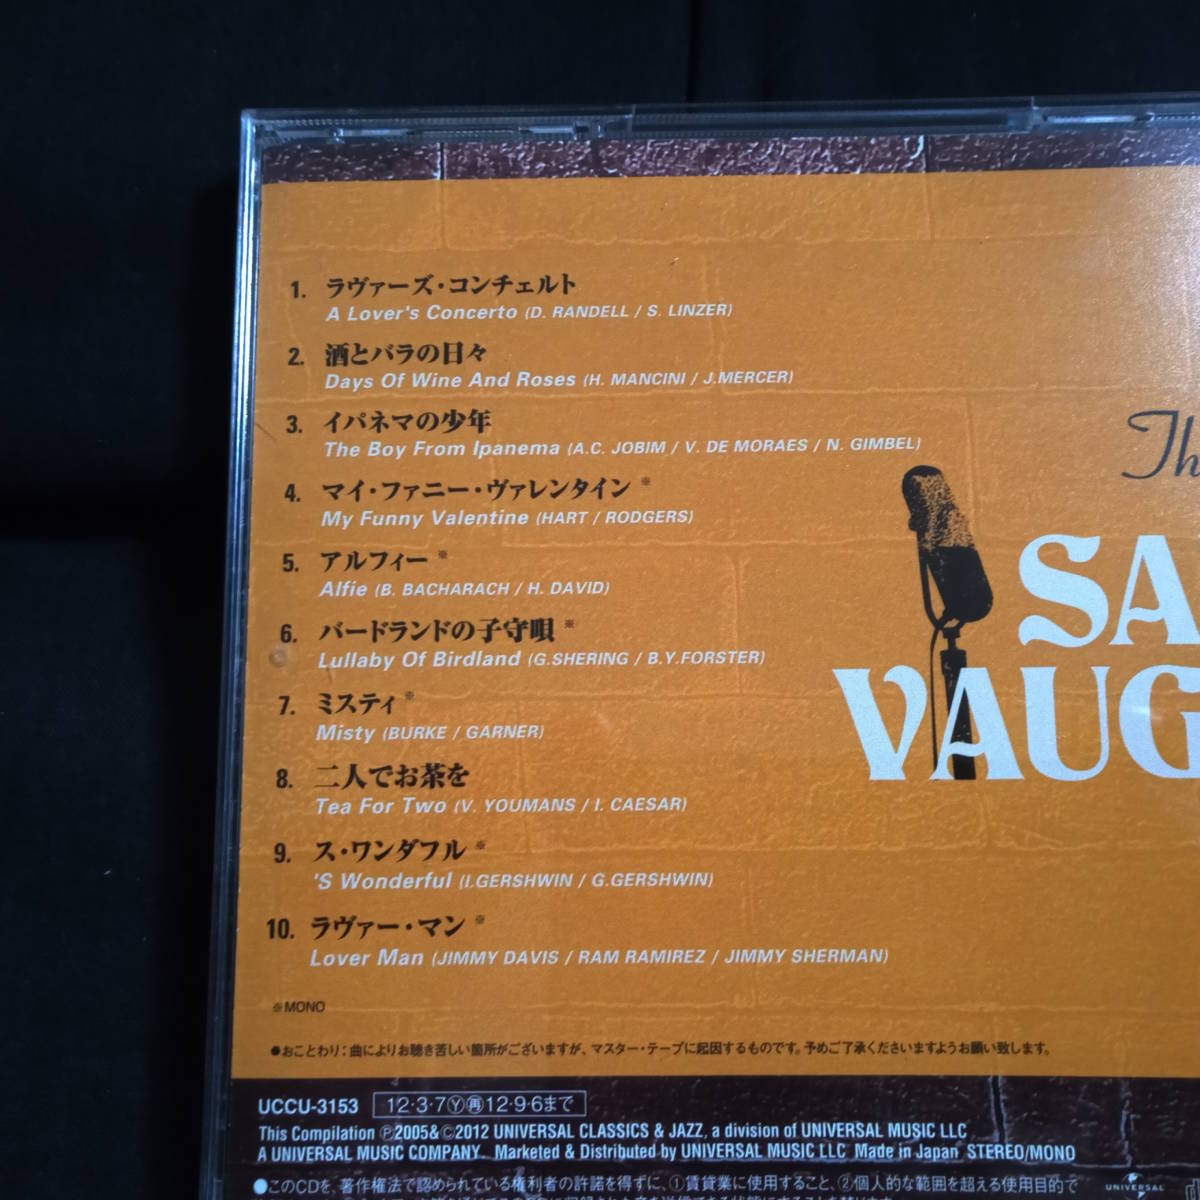 1. ラヴァーズ・コンチェルト
A Lover's Concerto (D. RANDELL / S. LINZER)
2. 酒とバラの日々
Days Of Wine And Roses (H. MANCINI / J.MERCER)
3. イパネマの少年
The Boy From Ipanema (A.C. JOBIM / V. DE MORAES / N. GIMBEL)
4. マイ・ファニー・ヴァレンタイン ※
My Funny Valentine (HART / RODGERS)
5. アルフィー ※
Alfie (B. BACHARACH / H. DAVID)
6. バードランドの子守唄 ※
Lullaby Of Birdland (G.SHERING / B.Y.FORSTER)
7. ミスティ ※
Misty (BURKE / GARNER)
8. 二人でお茶を
Tea For Two (V. YOUMANS / I. CAESAR)
9. ス・ワンダフル ※
'S Wonderful (I.GERSHWIN / G.GERSHWIN)
10. ラヴァー・マン ※
Lover Man (JIMMY DAVIS / RAM RAMIREZ / JIMMY SHERMAN)
※MONO
●おことわり：曲によりお聴き苦しい箇所がございますが、マスター・テープに起因するものです。予めご了承くださいますようお願い致します。
Th
SA
VAUG
UCCU-3153 12・3・7Ⓨ㊢12・9・6まで
This Compilation Ⓟ2005&Ⓒ2012 UNIVERSAL CLASSICS & JAZZ, a division of UNIVERSAL MUSIC LLC
A UNIVERSAL MUSIC COMPANY. Marketed & Distributed by UNIVERSAL MUSIC LLC Made in Japan STEREO/MONO
●このCDを、著作権法で認められている権利者の許諾を得ずに、①賃貸業に使用すること、②個人的な範囲を超える使用目的で
UNIVERSAL